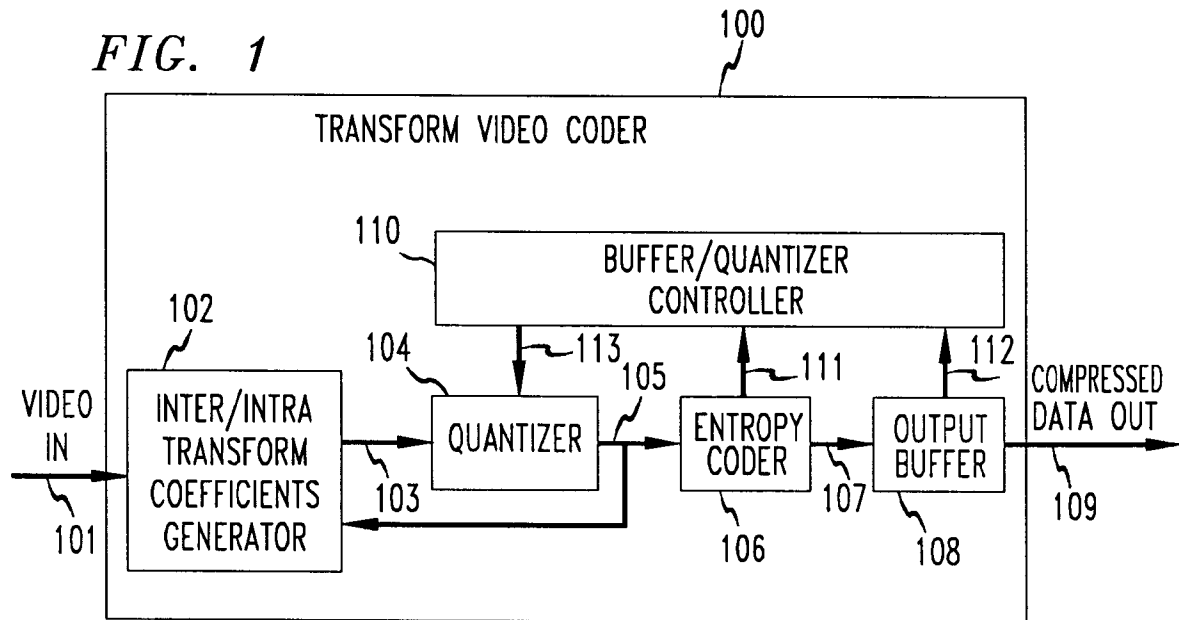 FIG. 1
100
TRANSFORM VIDEO CODER
110
BUFFER/QUANTIZER
CONTROLLER
102
104
113
105
111
112
VIDEO
IN
INTER/INTRA
TRANSFORM
COEFFICIENTS
GENERATOR
QUANTIZER
ENTROPY
CODER
OUTPUT
BUFFER
COMPRESSED
DATA OUT
101
103
106
107
108
109